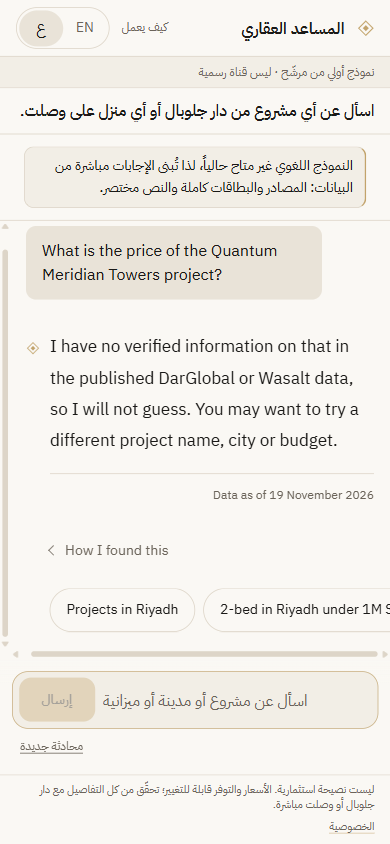 المساعد العقاري
كيف يعمل
EN
ع
نموذج أولي من مرشّح · ليس قناة رسمية
اسأل عن أي مشروع من دار جلوبال أو أي منزل على وصلت.
النموذج اللغوي غير متاح حالياً، لذا تُبنى الإجابات مباشرة من
البيانات: المصادر والبطاقات كاملة والنص مختصر.
What is the price of the Quantum
Meridian Towers project?
I have no verified information on that in
the published DarGlobal or Wasalt data,
so I will not guess. You may want to try a
different project name, city or budget.
Data as of 19 November 2026
How I found this
Projects in Riyadh
2-bed in Riyadh under 1M S
اسأل عن مشروع أو مدينة أو ميزانية
إرسال
محادثة جديدة
ليست نصيحة استثمارية. الأسعار والتوفر قابلة للتغيير؛ تحقّق من كل التفاصيل مع دار
جلوبال أو وصلت مباشرة.
الخصوصية